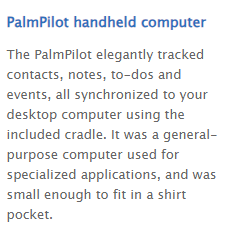 PalmPilot handheld computer
The PalmPilot elegantly tracked
contacts, notes, to-dos and
events, all synchronized to your
desktop computer using the
included cradle. It was a general-
purpose computer used for
specialized applications, and was
small enough to fit in a shirt
pocket.